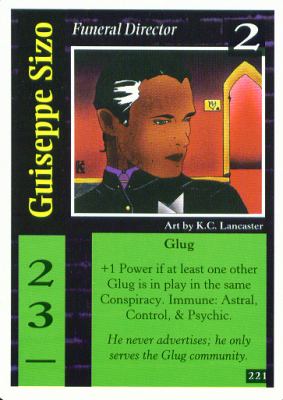 Guiseppe Sizo
Funeral Director
2
Art by K.C. Lancaster
2
3
Glug
+1 Power if at least one other
Glug is in play in the same
Conspiracy. Immune: Astral,
Control, & Psychic.
He never advertises; he only
serves the Glug community.
221